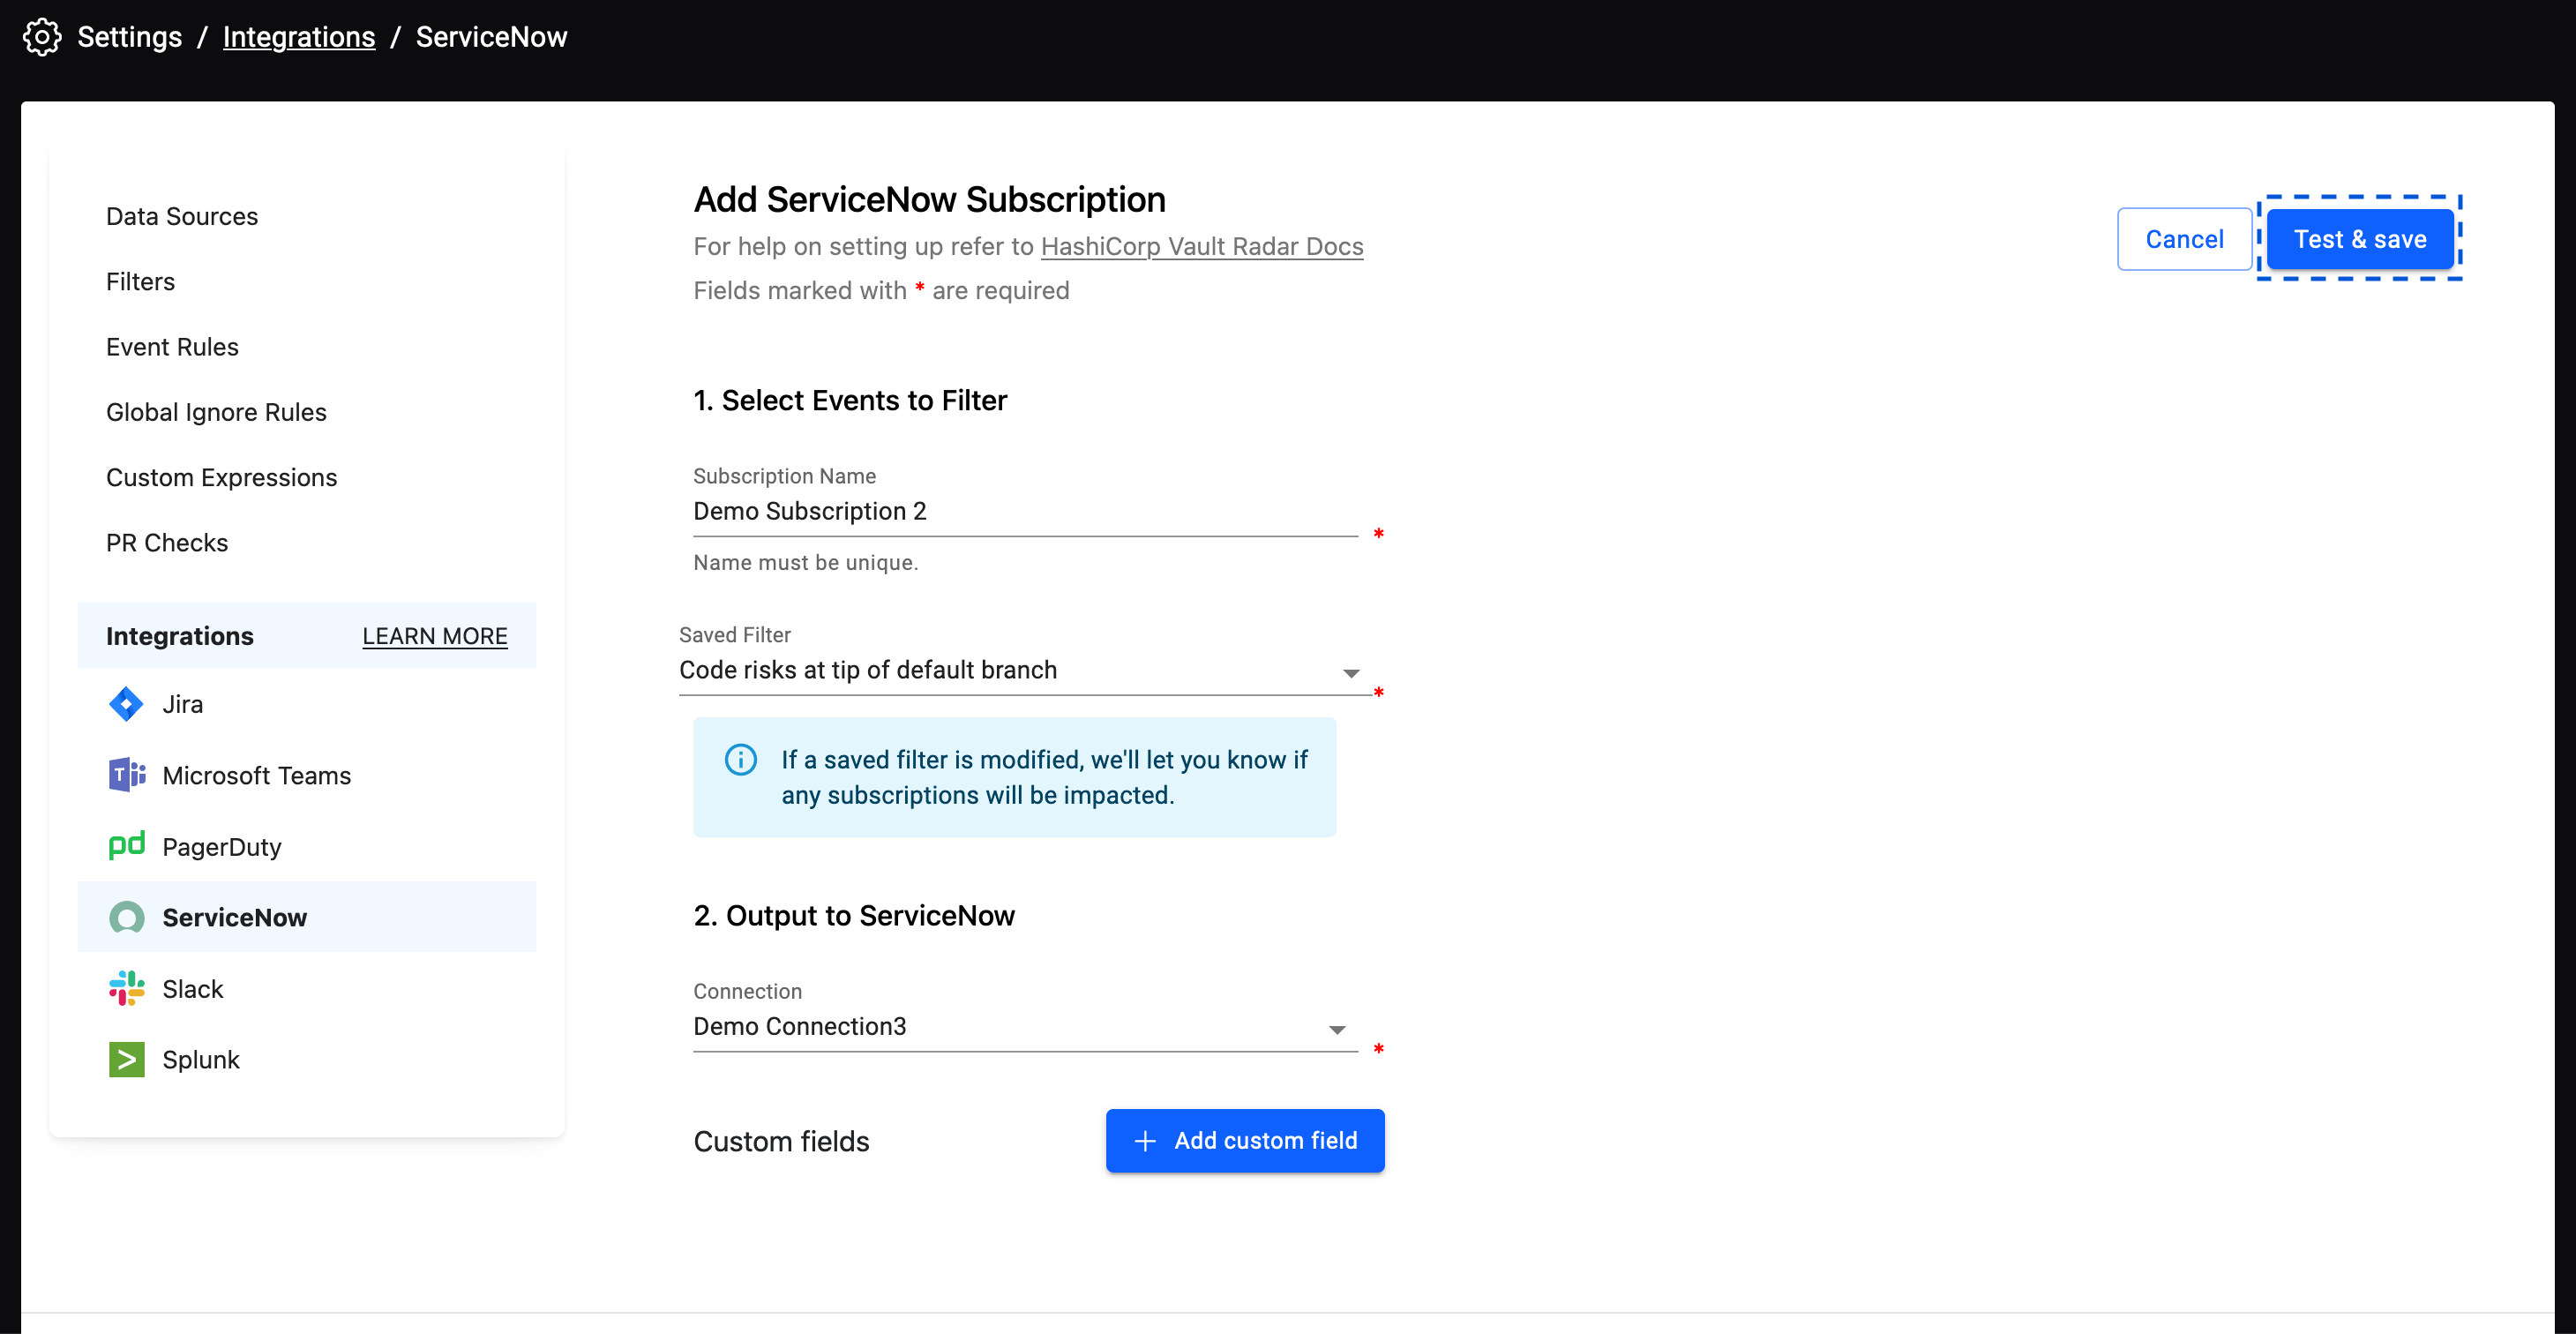 Settings / Integrations / ServiceNow
Data Sources
Filters
Event Rules
Global Ignore Rules
Custom Expressions
PR Checks
Integrations LEARN MORE
Jira
Microsoft Teams
PagerDuty
ServiceNow
Slack
Splunk
Add ServiceNow Subscription
For help on setting up refer to HashiCorp Vault Radar Docs
Fields marked with * are required
Cancel
Test & save
1. Select Events to Filter
Subscription Name
Demo Subscription 2
*
Name must be unique.
Saved Filter
Code risks at tip of default branch
*
If a saved filter is modified, we'll let you know if
any subscriptions will be impacted.
2. Output to ServiceNow
Connection
Demo Connection3
*
Custom fields
+ Add custom field